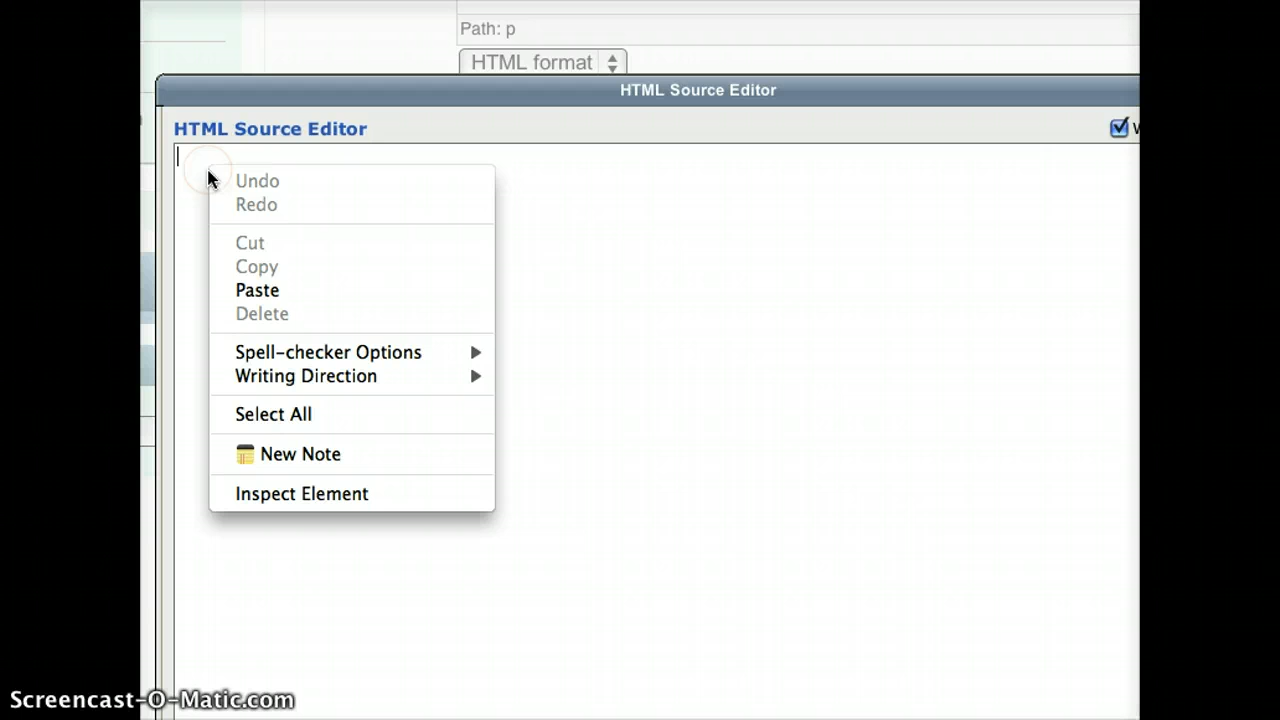 Path: p
HTML format
HTML Source Editor
HTML Source Editor
Undo
Redo
Cut
Copy
Paste
Delete
Spell-checker Options
Writing Direction
Select All
New Note
Inspect Element
Screencast-O-Matic.com